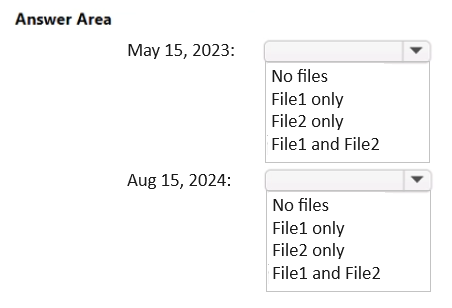 Answer Area
May 15, 2023:
No files
File1 only
File2 only
File1 and File2
Aug 15, 2024:
No files
File1 only
File2 only
File1 and File2